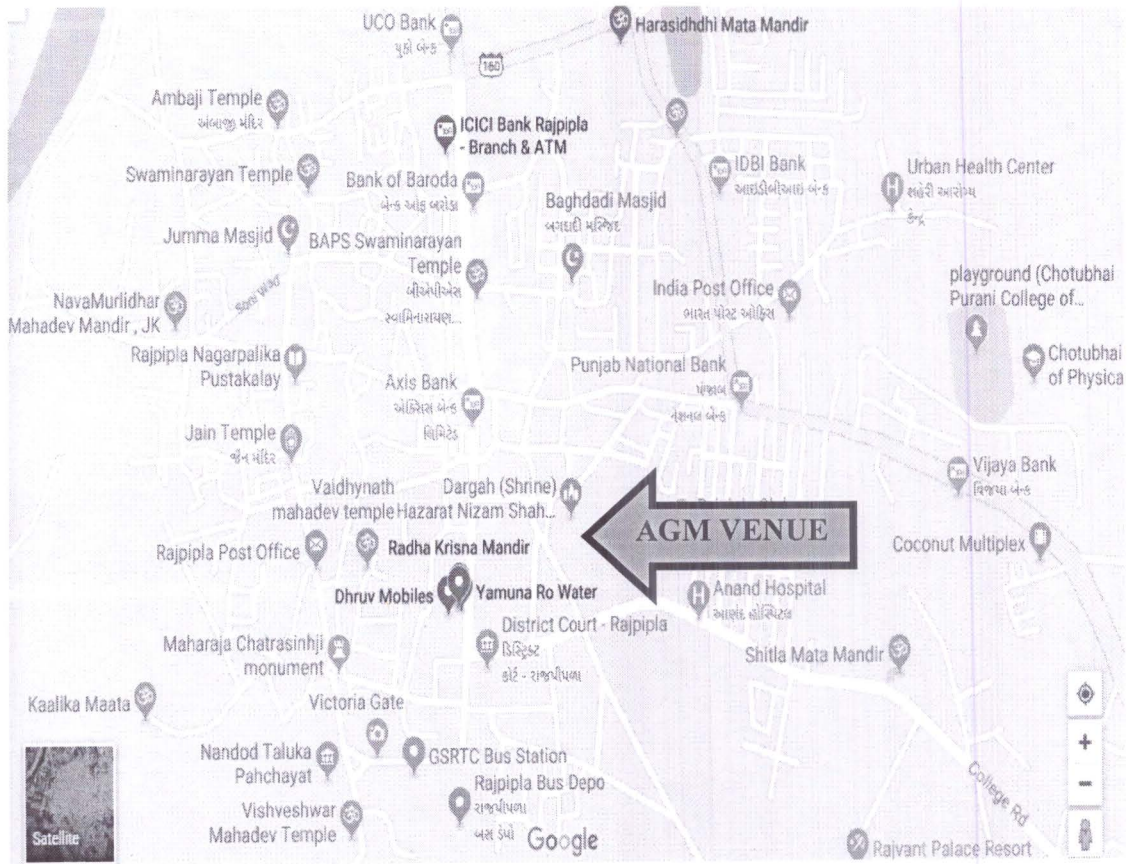 UCO Bank
યુકો બેન્ક
Harasidhdhi Mata Mandir
160
Ambaji Temple
અંબાજી મંદિર
ICICI Bank Rajpipla
- Branch & ATM
Swaminarayan Temple
Bank of Baroda
બેન્ક ઓફ બરોડા
IDBI Bank
આઇડીબીઆઇ બેન્ક
Urban Health Center
શહેરી આરોગ્ય
કેન્દ્ર
Baghdadi Masjid
બગદાદી મસ્જિદ
Jumma Masjid
BAPS Swaminarayan
Temple
બીએપીએસ
સ્વામિનારાયણ...
Soni Wad
India Post Office
ભારત પોસ્ટ ઓફિસ
playground (Chotubhai
Purani College of...
NavaMurlidhar
Mahadev Mandir , JK
Rajpipla Nagarpalika
Pustakalay
Chotubhai
of Physica
Punjab National Bank
પંજાબ
નેશનલ બેન્ક
Axis Bank
એક્સિસ બેન્ક
લિમિટેડ
Jain Temple
જૈન મંદિર
Vijaya Bank
વિજયા બેન્ક
Vaidhynath
mahadev temple
Dargah (Shrine)
Hazarat Nizam Shah...
AGM VENUE
Rajpipla Post Office
Radha Krisna Mandir
Coconut Multiplex
Dhruv Mobiles
Yamuna Ro Water
Anand Hospital
આણંદ હોસ્પિટલ
District Court - Rajpipla
ડિસ્ટ્રિક્ટ
કોર્ટ - રાજપીપળા
Maharaja Chatrasinhji
monument
Shitla Mata Mandir
Kaalika Maata
Victoria Gate
Nandod Taluka
Pahchayat
GSRTC Bus Station
Rajpipla Bus Depo
રાજપીપળા
બસ ડેપો
Vishveshwar
Mahadev Temple
College Rd
Satellite
Google
Rajvant Palace Resort